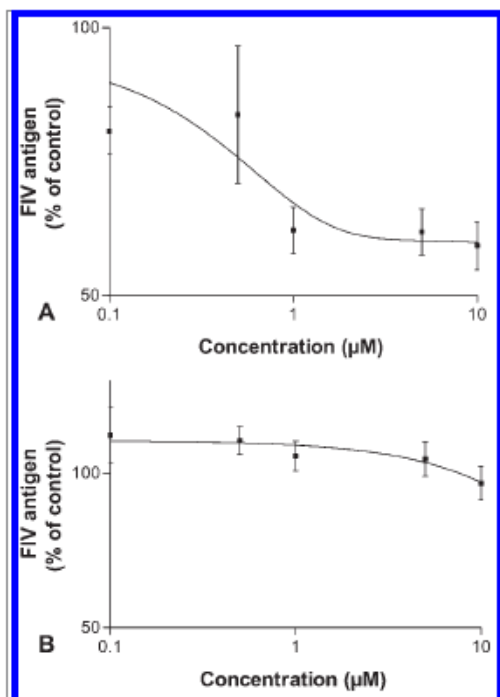 100
FIV antigen
(% of control)
50
A
0.1
1
10
Concentration (µM)
100
FIV antigen
(% of control)
50
B
0.1
1
10
Concentration (µM)